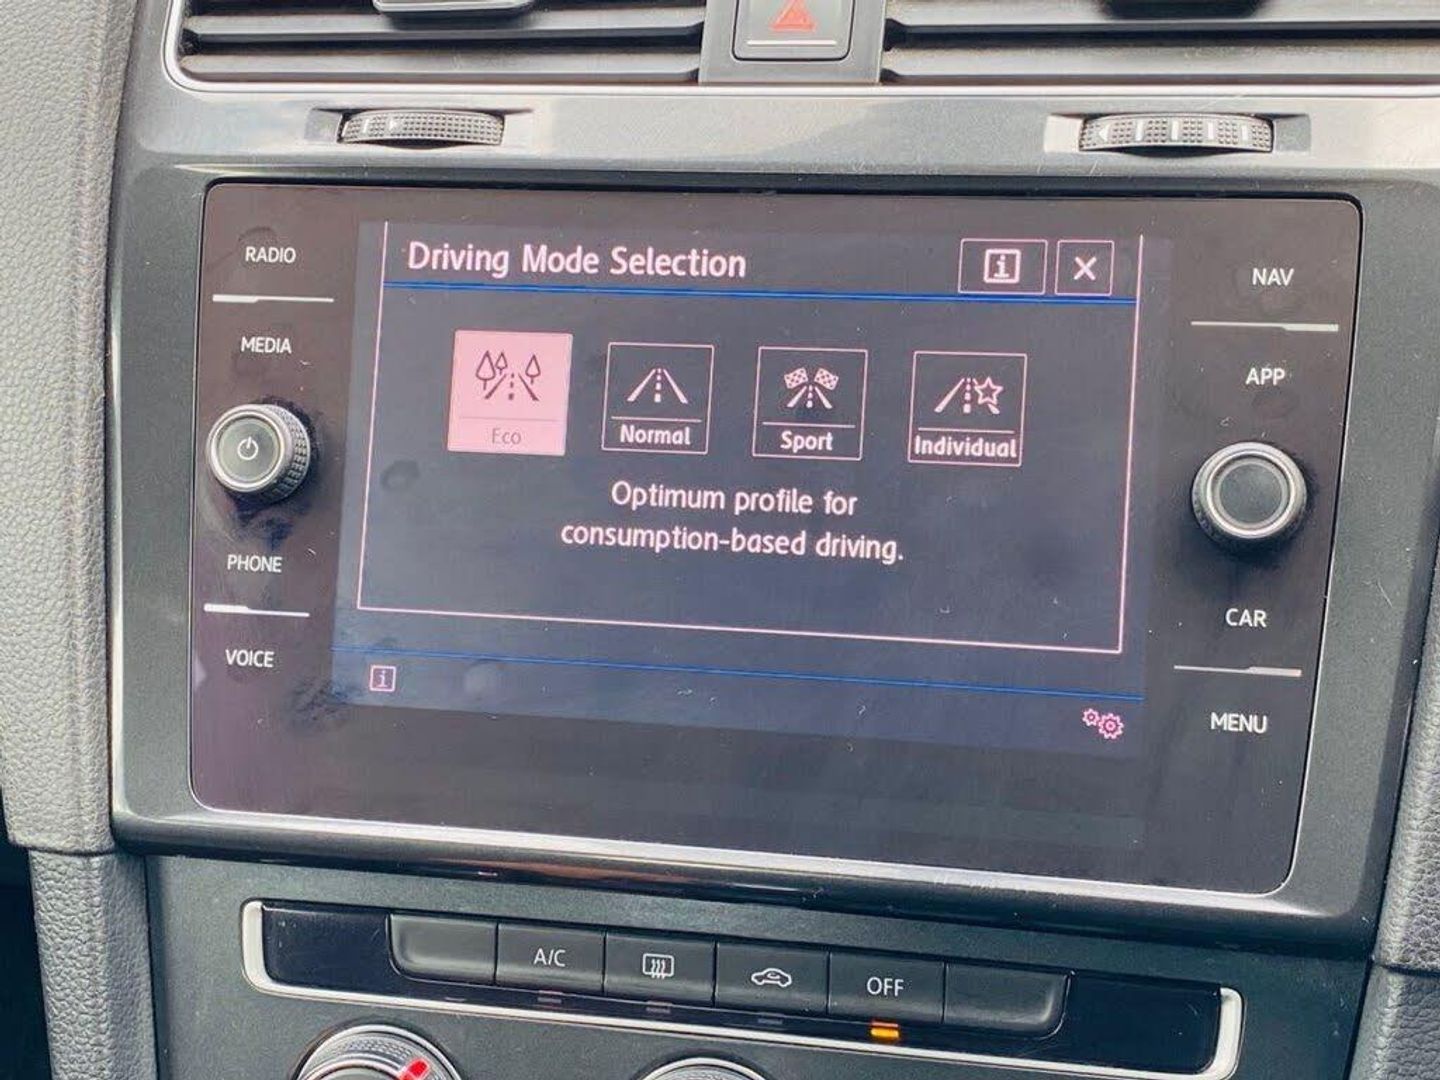 RADIO
MEDIA
PHONE
VOICE
Driving Mode Selection
Eco
Normal
Sport
Individual
Optimum profile for
consumption-based driving.
NAV
APP
CAR
MENU
A/C
OFF